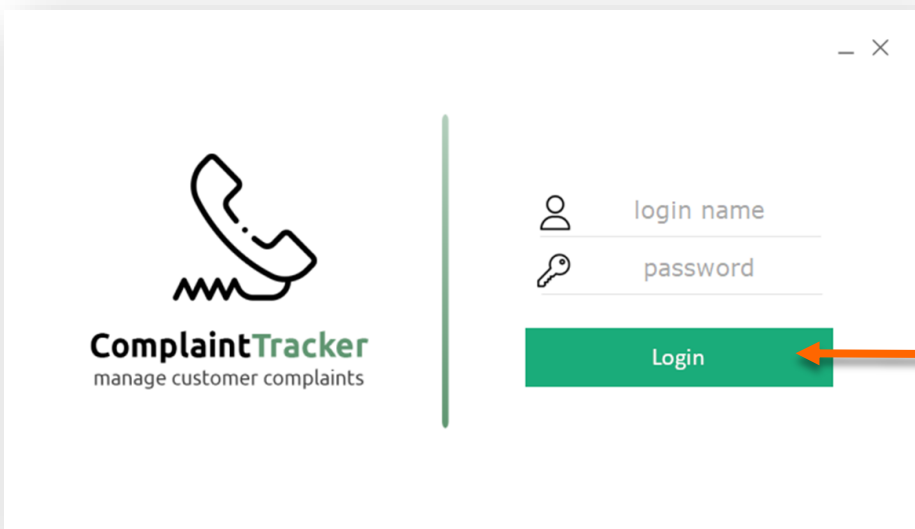 ComplaintTracker
manage customer complaints
login name
password
Login